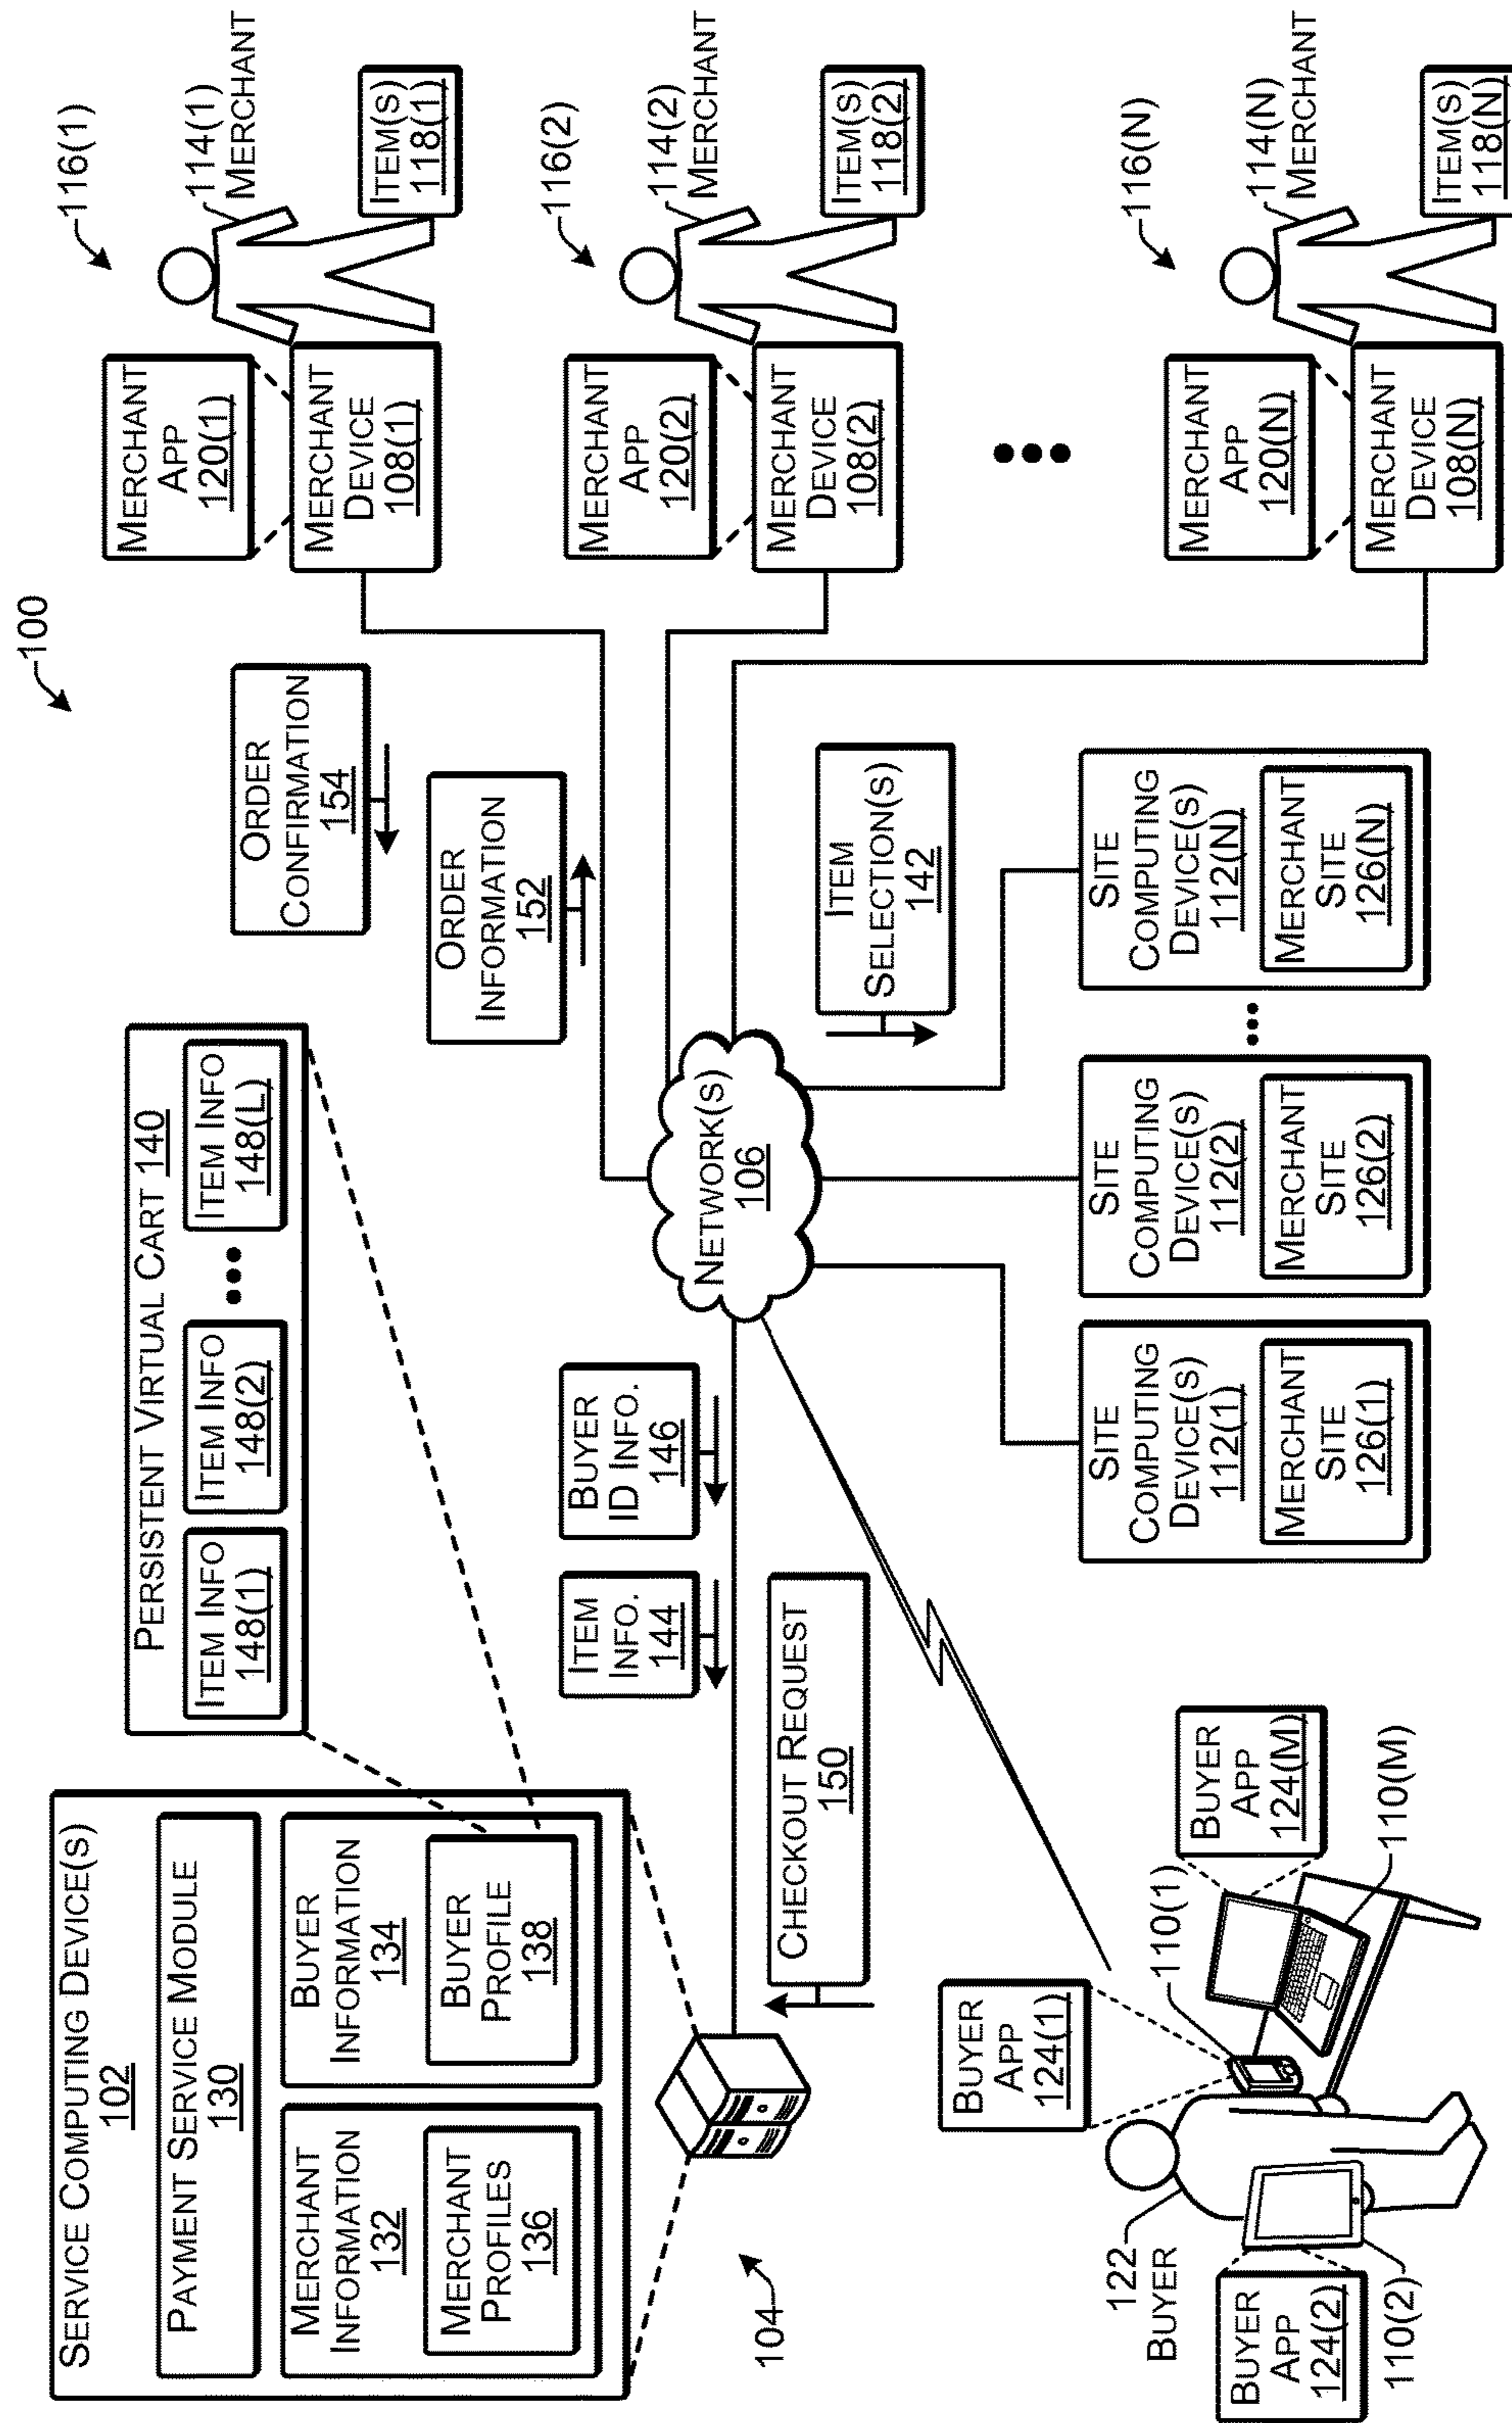 100
SERVICE COMPUTING DEVICE(S)
102
PAYMENT SERVICE MODULE
130
MERCHANT
INFORMATION
132
MERCHANT
PROFILES
136
BUYER
INFORMATION
134
BUYER
PROFILE
138
PERSISTENT VIRTUAL CART 140
ITEM INFO
148(1)
ITEM INFO
148(2)
•••
ITEM INFO
148(L)
ORDER
CONFIRMATION
154
ORDER
INFORMATION
152
MERCHANT
APP
120(1)
MERCHANT
DEVICE
108(1)
116(1)
114(1)
MERCHANT
ITEM(S)
118(1)
MERCHANT
APP
120(2)
MERCHANT
DEVICE
108(2)
116(2)
114(2)
MERCHANT
ITEM(S)
118(2)
•••
MERCHANT
APP
120(N)
MERCHANT
DEVICE
108(N)
116(N)
114(N)
MERCHANT
ITEM(S)
118(N)
104
ITEM
INFO.
144
BUYER
ID INFO.
146
NETWORK(S)
106
CHECKOUT REQUEST
150
ITEM
SELECTION(S)
142
BUYER
APP
124(1)
110(1)
BUYER
APP
124(M)
110(M)
122
BUYER
BUYER
APP
124(2)
110(2)
SITE
COMPUTING
DEVICE(S)
112(1)
MERCHANT
SITE
126(1)
SITE
COMPUTING
DEVICE(S)
112(2)
MERCHANT
SITE
126(2)
•••
SITE
COMPUTING
DEVICE(S)
112(N)
MERCHANT
SITE
126(N)